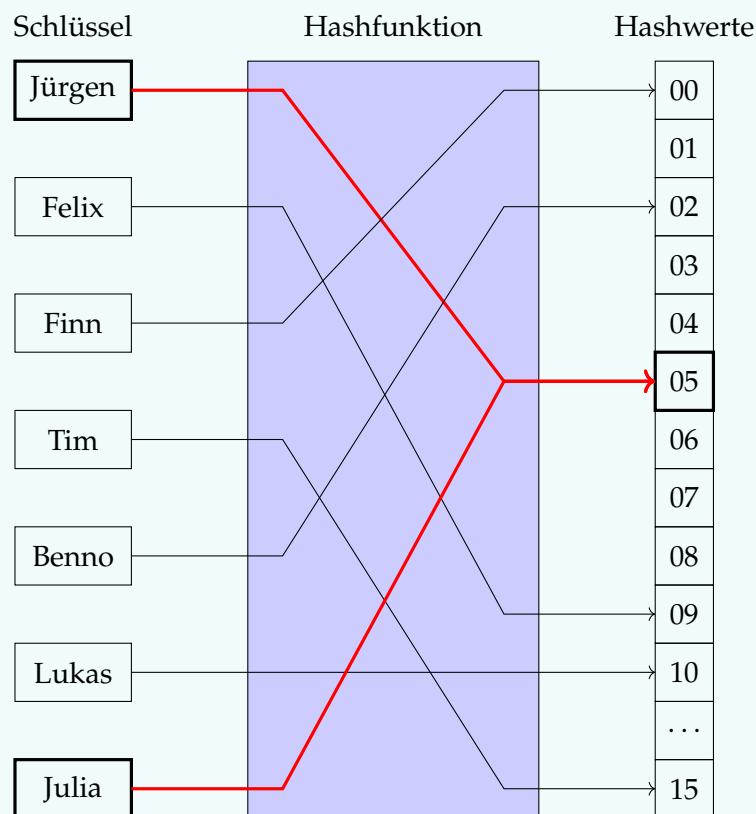 Schlüssel Hashfunktion Hashwerte
Jürgen 00
01
Felix 02
03
Finn 04
05
Tim 06
07
Benno 08
09
Lukas 10
...
Julia 15